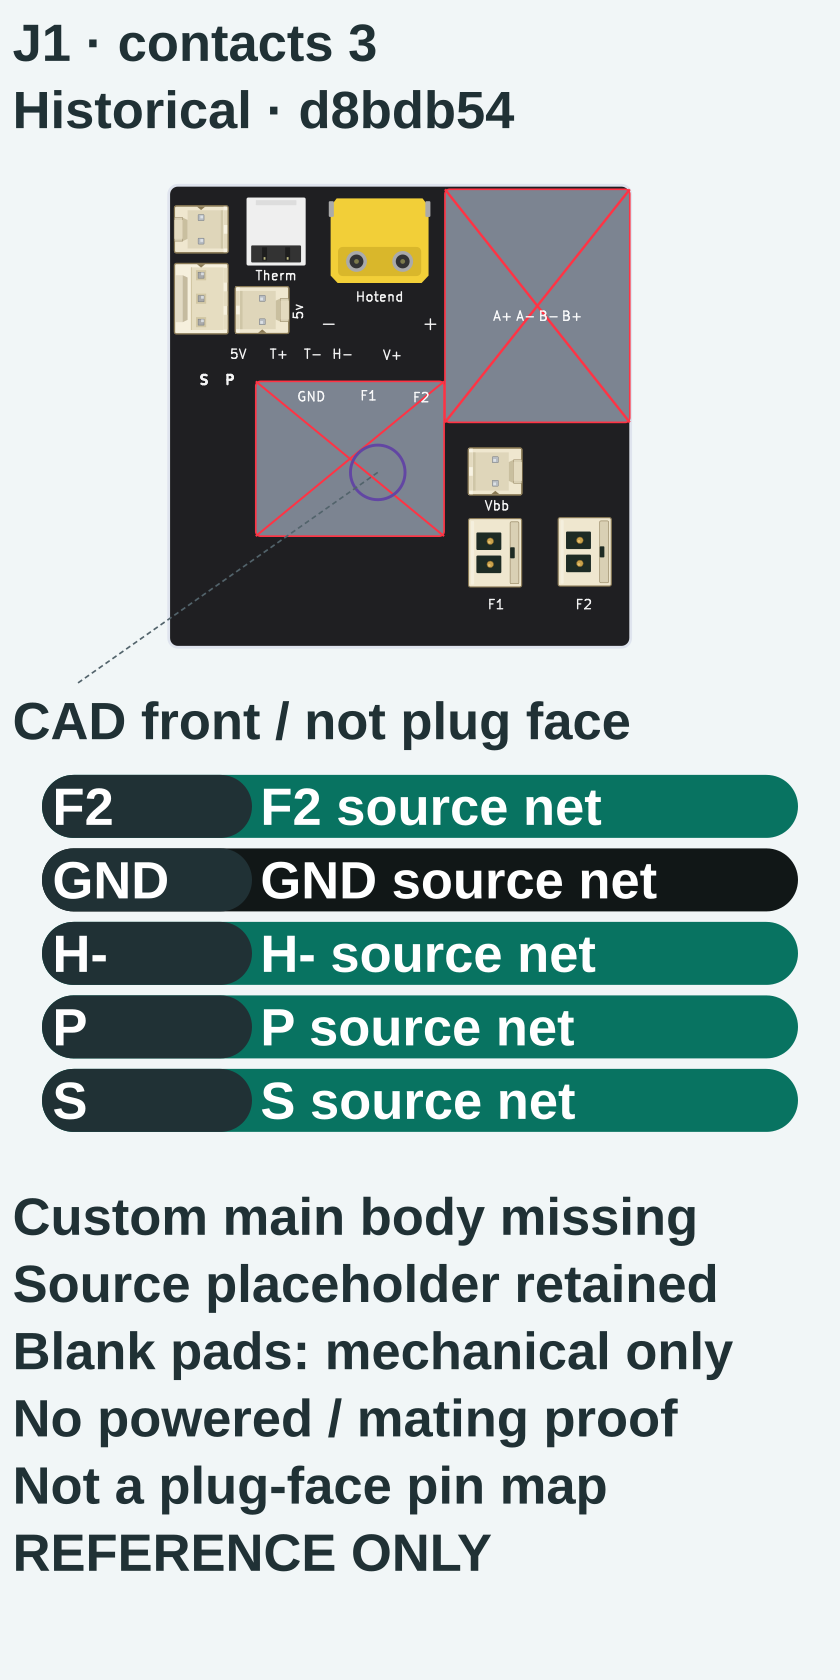 J1 · contacts 3
Historical · d8bdb54
Therm
Hotend
5v
− +
5V T+ T− H− V+
S P
A+ A− B− B+
GND F1 F2
Vbb
F1 F2
CAD front / not plug face
F2 F2 source net
GND GND source net
H- H- source net
P P source net
S S source net
Custom main body missing
Source placeholder retained
Blank pads: mechanical only
No powered / mating proof
Not a plug-face pin map
REFERENCE ONLY